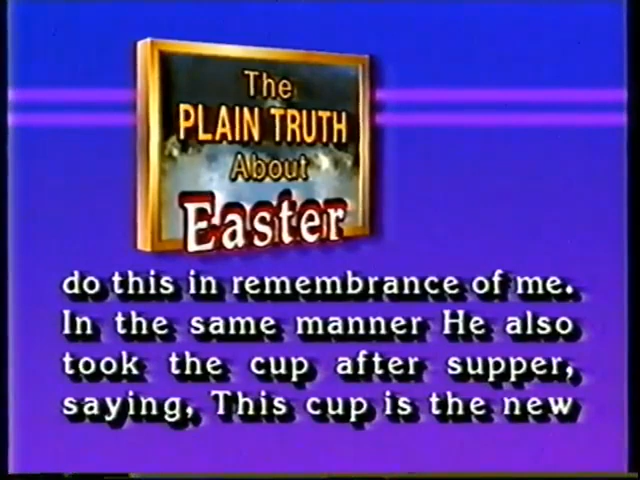 The
PLAIN TRUTH
About
Easter
do this in remembrance of me.
In the same manner He also
took the cup after supper,
saying, This cup is the new